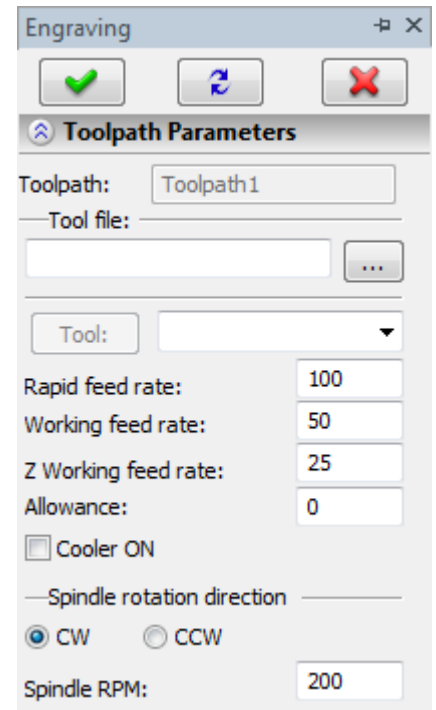 Engraving
Toolpath Parameters
Toolpath: Toolpath1
Tool file:
...
Tool:
Rapid feed rate: 100
Working feed rate: 50
Z Working feed rate: 25
Allowance: 0
Cooler ON
Spindle rotation direction
CW CCW
Spindle RPM: 200